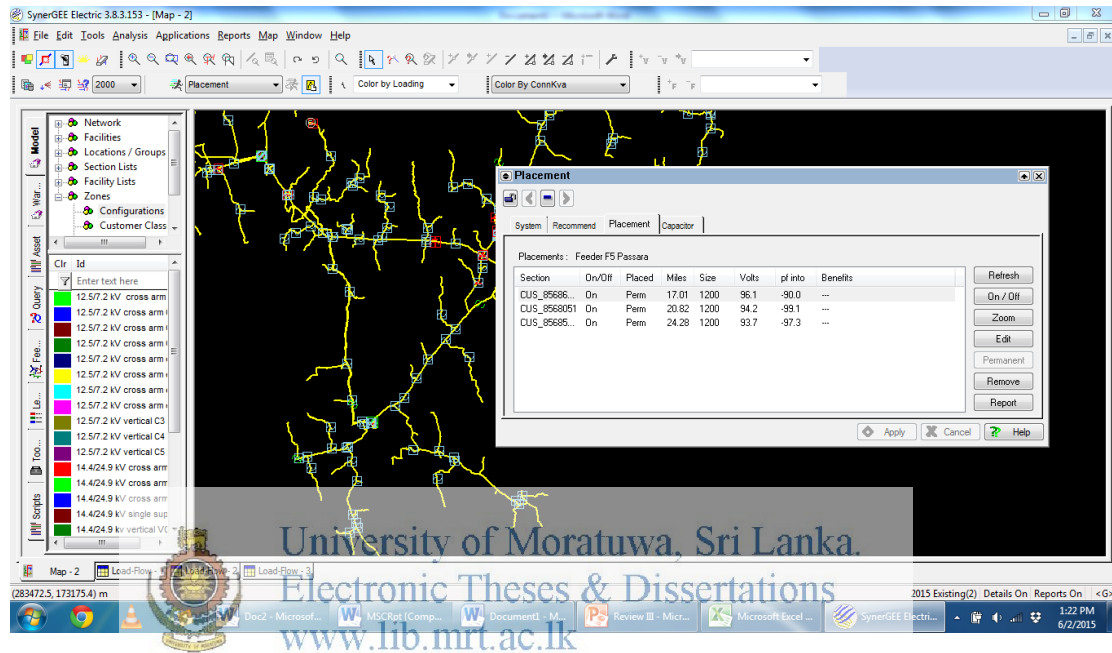 SynerGEE Electric 3.8.3.153 - [Map - 2]
File Edit Tools Analysis Applications Reports Map Window Help
2000 Placement Color by Loading Color By ConnKva
Model
War...
Asset
Query
Fee...
Le...
Too...
Scripts
Network
Facilities
Locations / Groups
Section Lists
Facility Lists
Zones
Configurations
Customer Class
Clr Id
Enter text here
12.5/7.2 kV cross arm
12.5/7.2 kV cross arm
12.5/7.2 kV cross arm
12.5/7.2 kV cross arm
12.5/7.2 kV cross arm
12.5/7.2 kV cross arm
12.5/7.2 kV cross arm
12.5/7.2 kV cross arm
12.5/7.2 kV vertical C3
12.5/7.2 kV vertical C4
12.5/7.2 kV vertical C5
14.4/24.9 kV cross arm
14.4/24.9 kV cross arm
14.4/24.9 kV cross arm
14.4/24.9 kV single sup
14.4/24.9 kv vertical VC
Placement
System Recommend Placement Capacitor
Placements : Feeder F5 Passara
Section On/Off Placed Miles Size Volts pf into Benefits
CUS_85686... On Perm 17.01 1200 96.1 -90.0 ---
CUS_8568051 On Perm 20.82 1200 94.2 -99.1 ---
CUS_85685... On Perm 24.28 1200 93.7 -97.3 ---
Refresh
On / Off
Zoom
Edit
Permanent
Remove
Report
Apply Cancel Help
University of Moratuwa, Sri Lanka.
Electronic Theses & Dissertations
www.lib.mrt.ac.lk
Map - 2 Load-Flow - Load-Flow - 2 Load-Flow - 3
(283472.5, 173175.4) m
2015 Existing(2) Details On Reports On <G>
Doc2 - Microsof... MSCRpt [Comp... Document1 - M... Review III - Micr... Microsoft Excel ... SynerGEE Electri...
1:22 PM
6/2/2015